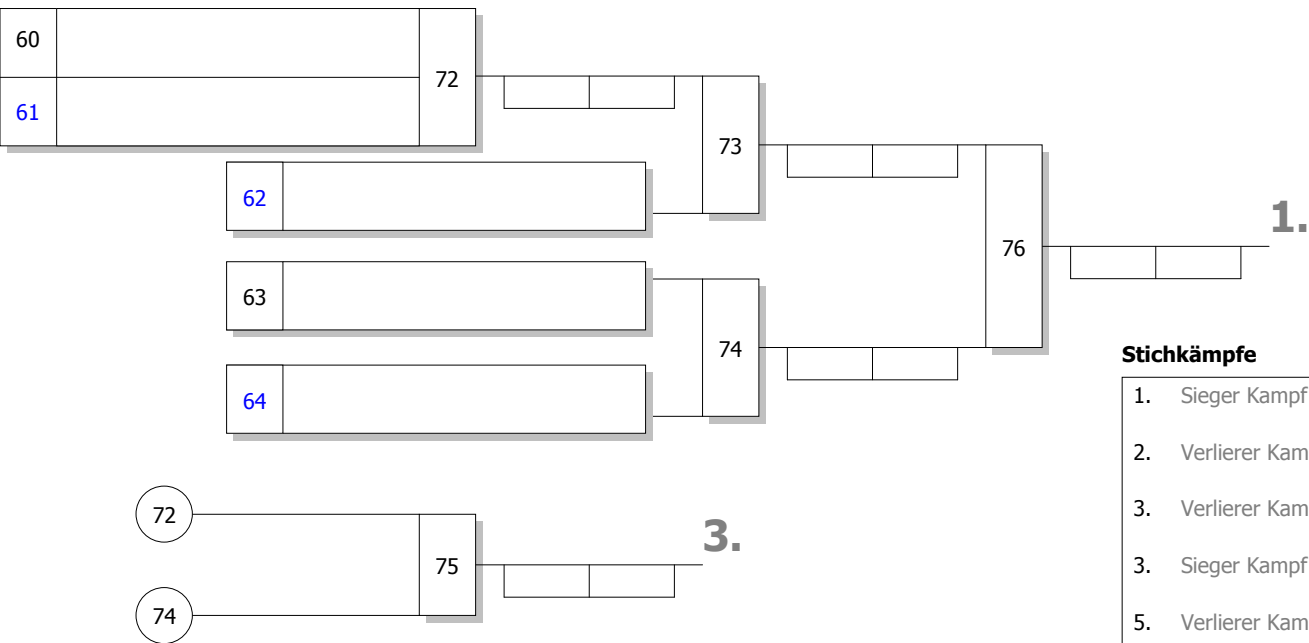 60
72
61
73
62
1.
76
63
74
64
Stichkämpfe
1. Sieger Kampf
2. Verlierer Kam
3. Verlierer Kam
3. Sieger Kampf
5. Verlierer Kam
72
3.
75
74